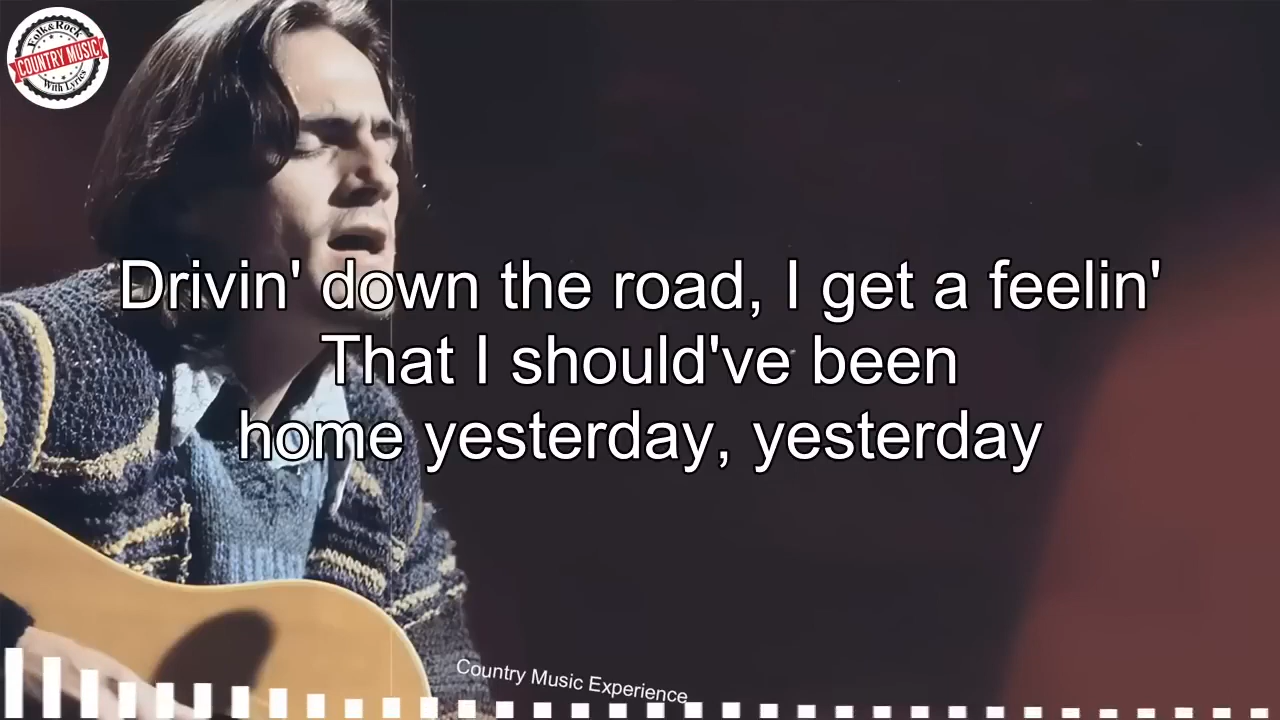 Folk&Rock
COUNTRY MUSIC
With Lyrics
Drivin' down the road, I get a feelin'
That I should've been
home yesterday, yesterday
Country Music Experience